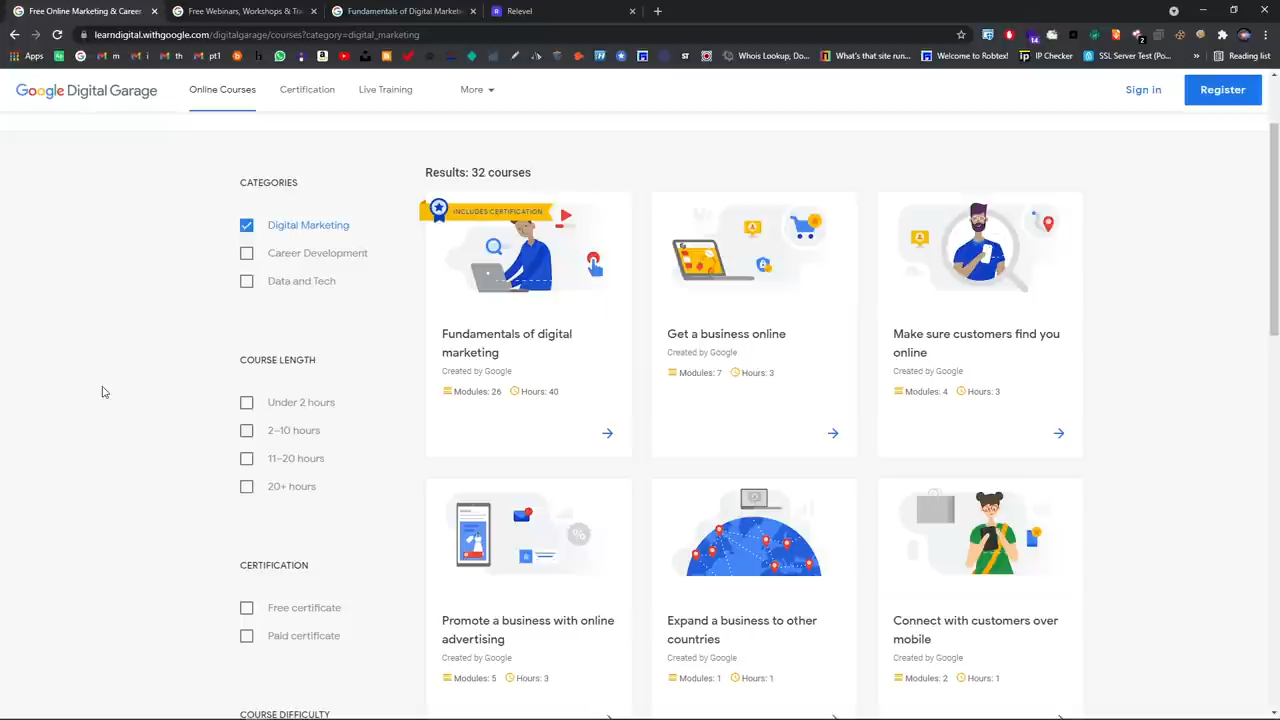 Free Online Marketing & Career
Free Webinars, Workshops & Tra
Fundamentals of Digital Market
Relevel
learndigital.withgoogle.com/digitalgarage/courses?category=digital_marketing
Apps
G m
i
th
pt1
h
ST
Whois Lookup, Do...
What's that site run...
Welcome to Robtex!
IP Checker
SSL Server Test (Po...
Reading list
Google Digital Garage
Online Courses
Certification
Live Training
More
Sign in
Register
CATEGORIES
Digital Marketing
Career Development
Data and Tech
COURSE LENGTH
Under 2 hours
2–10 hours
11–20 hours
20+ hours
CERTIFICATION
Free certificate
Paid certificate
COURSE DIFFICULTY
Results: 32 courses
INCLUDES CERTIFICATION
Fundamentals of digital
marketing
Created by Google
Modules: 26 Hours: 40
Get a business online
Created by Google
Modules: 7 Hours: 3
Make sure customers find you
online
Created by Google
Modules: 4 Hours: 3
Promote a business with online
advertising
Created by Google
Modules: 5 Hours: 3
Expand a business to other
countries
Created by Google
Modules: 1 Hours: 1
Connect with customers over
mobile
Created by Google
Modules: 2 Hours: 1